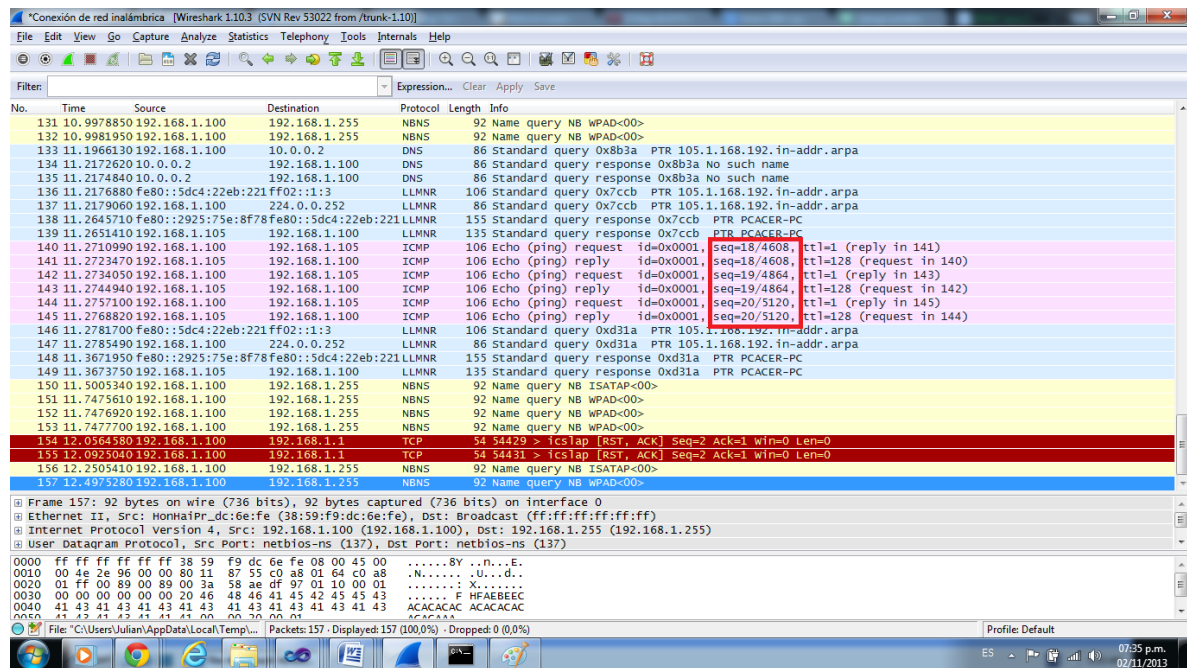 *Conexión de red inalámbrica [Wireshark 1.10.3 (SVN Rev 53022 from /trunk-1.10)]
File Edit View Go Capture Analyze Statistics Telephony Tools Internals Help
Filter: Expression... Clear Apply Save
No. Time Source Destination Protocol Length Info
131 10.9978850 192.168.1.100 192.168.1.255 NBNS 92 Name query NB WPAD<00>
132 10.9981950 192.168.1.100 192.168.1.255 NBNS 92 Name query NB WPAD<00>
133 11.1966130 192.168.1.100 10.0.0.2 DNS 86 Standard query 0x8b3a PTR 105.1.168.192.in-addr.arpa
134 11.2172620 10.0.0.2 192.168.1.100 DNS 86 Standard query response 0x8b3a No such name
135 11.2174840 10.0.0.2 192.168.1.100 DNS 86 Standard query response 0x8b3a No such name
136 11.2176880 fe80::5dc4:22eb:221 ff02::1:3 LLMNR 106 Standard query 0x7ccb PTR 105.1.168.192.in-addr.arpa
137 11.2179060 192.168.1.100 224.0.0.252 LLMNR 86 Standard query 0x7ccb PTR 105.1.168.192.in-addr.arpa
138 11.2645710 fe80::2925:75e:8f78 fe80::5dc4:22eb:221 LLMNR 155 Standard query response 0x7ccb PTR PCACER-PC
139 11.2651410 192.168.1.105 192.168.1.100 LLMNR 135 Standard query response 0x7ccb PTR PCACER-PC
140 11.2710990 192.168.1.100 192.168.1.105 ICMP 106 Echo (ping) request id=0x0001, seq=18/4608, ttl=1 (reply in 141)
141 11.2723470 192.168.1.105 192.168.1.100 ICMP 106 Echo (ping) reply id=0x0001, seq=18/4608, ttl=128 (request in 140)
142 11.2734050 192.168.1.100 192.168.1.105 ICMP 106 Echo (ping) request id=0x0001, seq=19/4864, ttl=1 (reply in 143)
143 11.2744940 192.168.1.105 192.168.1.100 ICMP 106 Echo (ping) reply id=0x0001, seq=19/4864, ttl=128 (request in 142)
144 11.2757100 192.168.1.100 192.168.1.105 ICMP 106 Echo (ping) request id=0x0001, seq=20/5120, ttl=1 (reply in 145)
145 11.2768820 192.168.1.105 192.168.1.100 ICMP 106 Echo (ping) reply id=0x0001, seq=20/5120, ttl=128 (request in 144)
146 11.2781700 fe80::5dc4:22eb:221 ff02::1:3 LLMNR 106 Standard query 0xd31a PTR 105.1.168.192.in-addr.arpa
147 11.2785490 192.168.1.100 224.0.0.252 LLMNR 86 Standard query 0xd31a PTR 105.1.168.192.in-addr.arpa
148 11.3671950 fe80::2925:75e:8f78 fe80::5dc4:22eb:221 LLMNR 155 Standard query response 0xd31a PTR PCACER-PC
149 11.3673750 192.168.1.105 192.168.1.100 LLMNR 135 Standard query response 0xd31a PTR PCACER-PC
150 11.5005340 192.168.1.100 192.168.1.255 NBNS 92 Name query NB ISATAP<00>
151 11.7475610 192.168.1.100 192.168.1.255 NBNS 92 Name query NB WPAD<00>
152 11.7476920 192.168.1.100 192.168.1.255 NBNS 92 Name query NB WPAD<00>
153 11.7477700 192.168.1.100 192.168.1.255 NBNS 92 Name query NB WPAD<00>
154 12.0564580 192.168.1.100 192.168.1.1 TCP 54 54429 > icslap [RST, ACK] Seq=2 Ack=1 Win=0 Len=0
155 12.0925040 192.168.1.100 192.168.1.1 TCP 54 54431 > icslap [RST, ACK] Seq=2 Ack=1 Win=0 Len=0
156 12.2505410 192.168.1.100 192.168.1.255 NBNS 92 Name query NB ISATAP<00>
157 12.4975280 192.168.1.100 192.168.1.255 NBNS 92 Name query NB WPAD<00>
Frame 157: 92 bytes on wire (736 bits), 92 bytes captured (736 bits) on interface 0
Ethernet II, Src: HonHaiPr_dc:6e:fe (38:59:f9:dc:6e:fe), Dst: Broadcast (ff:ff:ff:ff:ff:ff)
Internet Protocol Version 4, Src: 192.168.1.100 (192.168.1.100), Dst: 192.168.1.255 (192.168.1.255)
User Datagram Protocol, Src Port: netbios-ns (137), Dst Port: netbios-ns (137)
0000 ff ff ff ff ff ff 38 59 f9 dc 6e fe 08 00 45 00 ......8Y ..n...E.
0010 00 4e 2e 96 00 00 80 11 87 55 c0 a8 01 64 c0 a8 .N...... .U...d..
0020 01 ff 00 89 00 89 00 3a 58 ae df 97 01 10 00 01 .......: X.......
0030 00 00 00 00 00 00 20 46 48 46 41 45 42 45 45 43 ...... F HFAEBEEC
0040 41 43 41 43 41 43 41 43 41 43 41 43 41 43 41 43 ACACACAC ACACACAC
0050 41 43 41 43 41 41 41 00 00 20 00 01 ACACAAA.
File: "C:\Users\Julian\AppData\Local\Temp\... Packets: 157 · Displayed: 157 (100,0%) · Dropped: 0 (0,0%) Profile: Default
ES 07:35 p.m.
02/11/2013